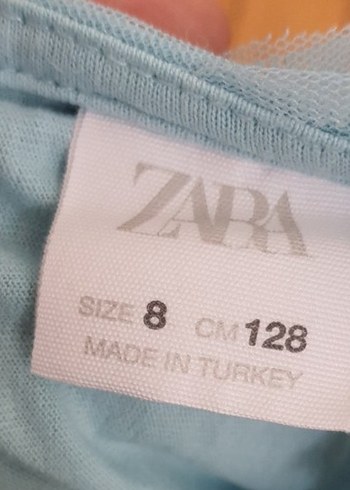 ZARA
SIZE 8 CM 128
MADE IN TURKEY